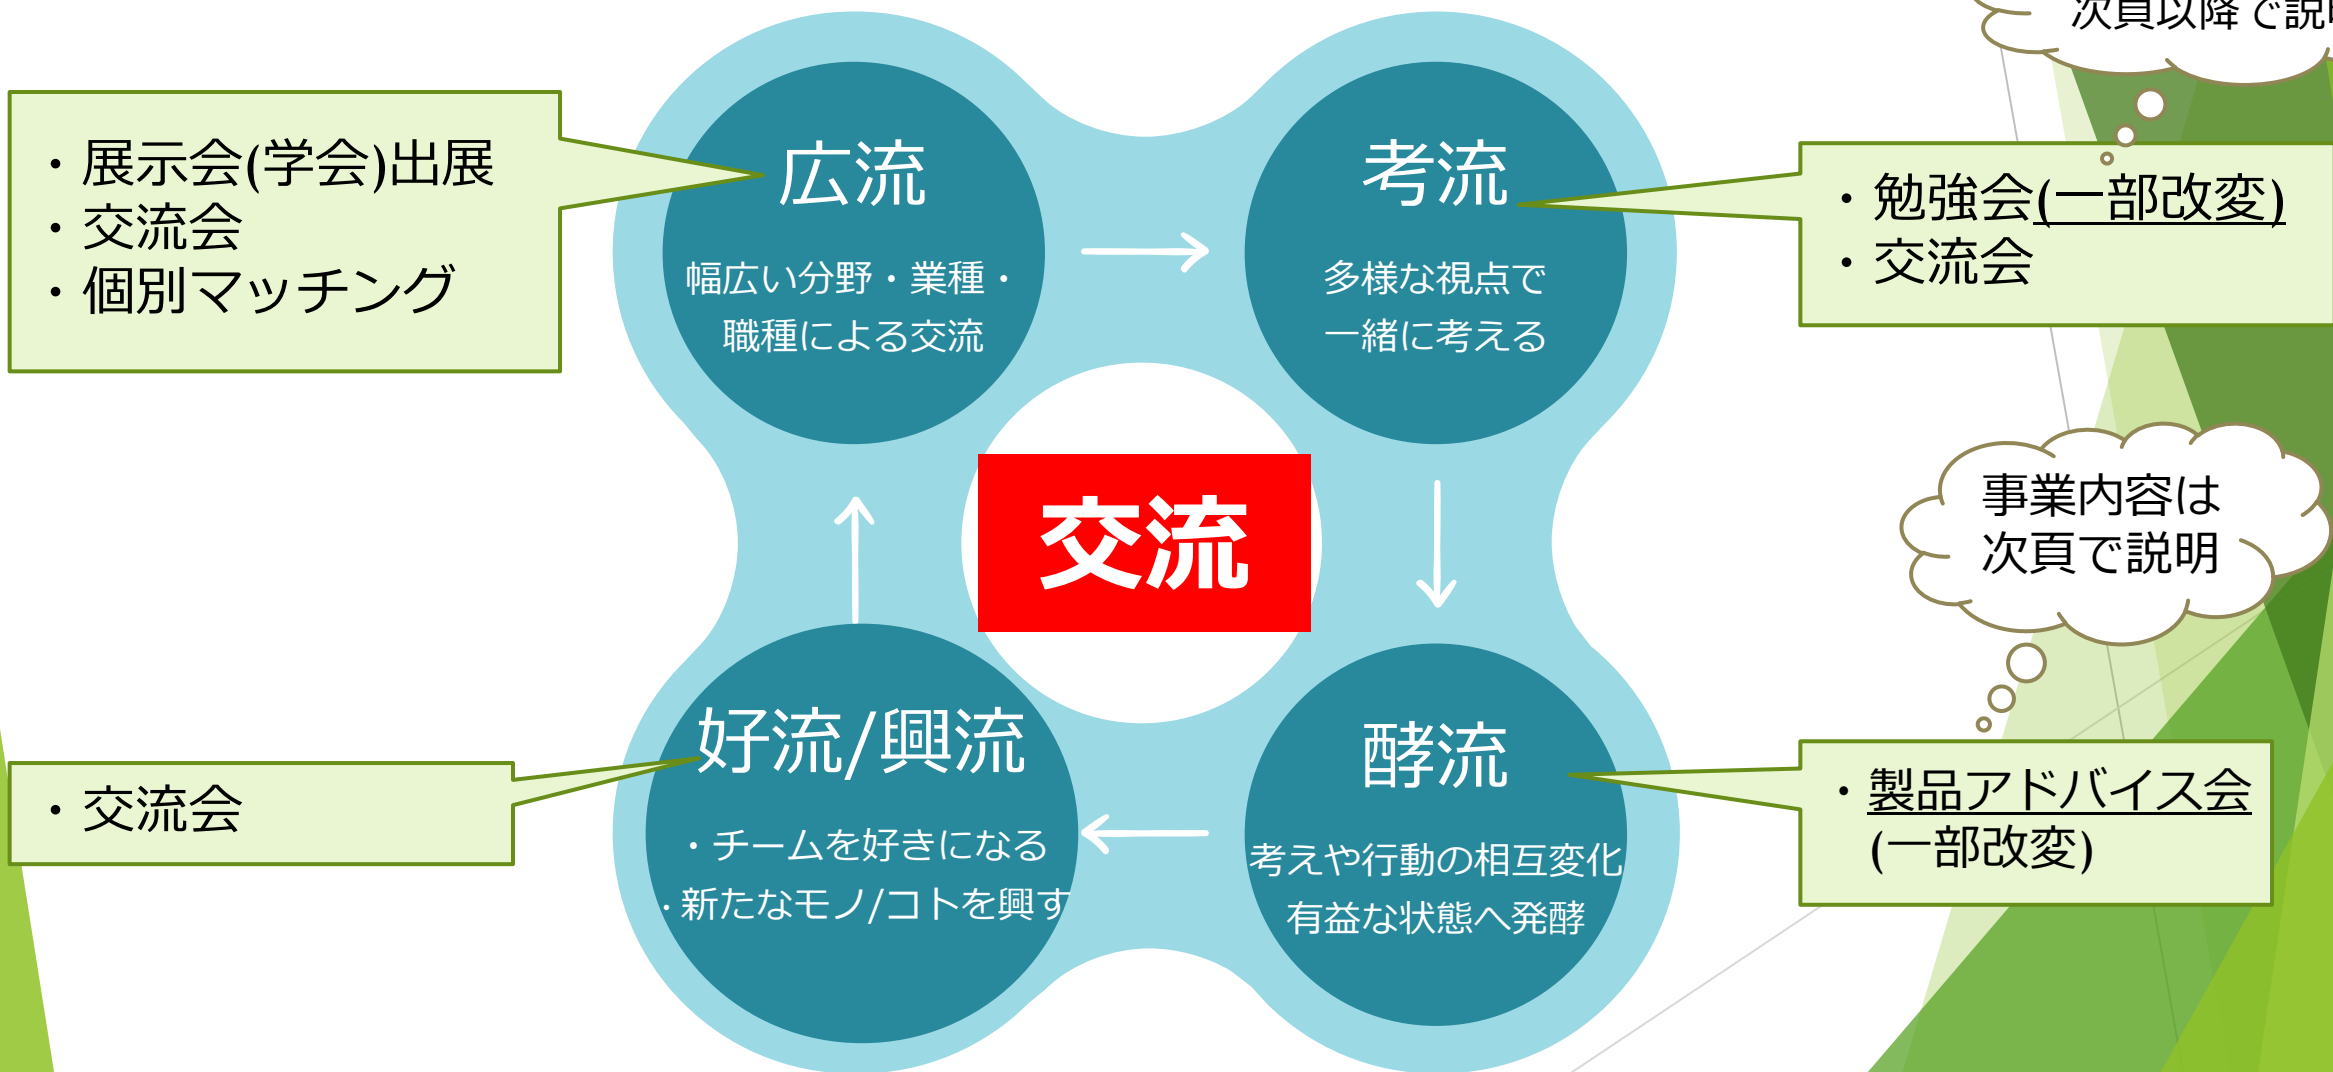 次頁以降で説
・展示会(学会)出展
・交流会
・個別マッチング
広流
幅広い分野・業種・
職種による交流
考流
多様な視点で
一緒に考える
・勉強会(一部改変)
・交流会
交流
事業内容は
次頁で説明
好流/興流
・チームを好きになる
・新たなモノ/コトを興す
・交流会
酵流
考えや行動の相互変化
有益な状態へ発酵
・製品アドバイス会
(一部改変)